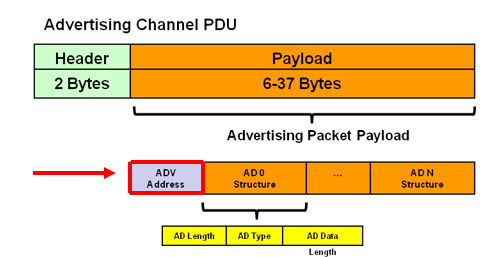 Advertising Channel PDU
Header
Payload
2 Bytes
6-37 Bytes
Advertising Packet Payload
ADV
Address
AD 0
Structure
...
AD N
Structure
AD Length
AD Type
AD Data
Length